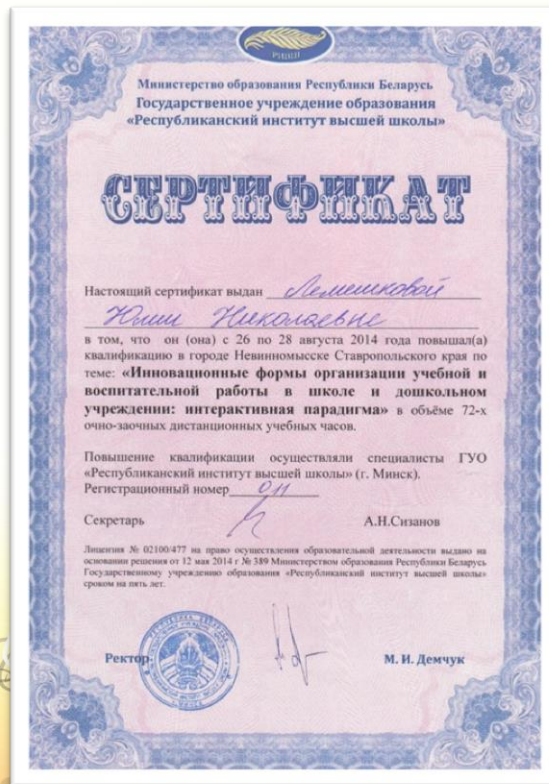 РИВШ
Министерство образования Республики Беларусь
Государственное учреждение образования
«Республиканский институт высшей школы»
СЕРТИФИКАТ
Настоящий сертификат выдан Лемешковой
Юлии Николаевне
в том, что он (она) с 26 по 28 августа 2014 года повышал(а)
квалификацию в городе Невинномысске Ставропольского края по
теме: «Инновационные формы организации учебной и
воспитательной работы в школе и дошкольном
учреждении: интерактивная парадигма» в объёме 72-х
очно-заочных дистанционных учебных часов.
Повышение квалификации осуществляли специалисты ГУО
«Республиканский институт высшей школы» (г. Минск).
Регистрационный номер 011
Секретарь А.Н.Сизанов
Лицензия № 02100/477 на право осуществления образовательной деятельности выдано на
основании решения от 12 мая 2014 г № 389 Министерством образования Республики Беларусь
Государственному учреждению образования «Республиканский институт высшей школы»
сроком на пять лет.
Ректор М. И. Демчук